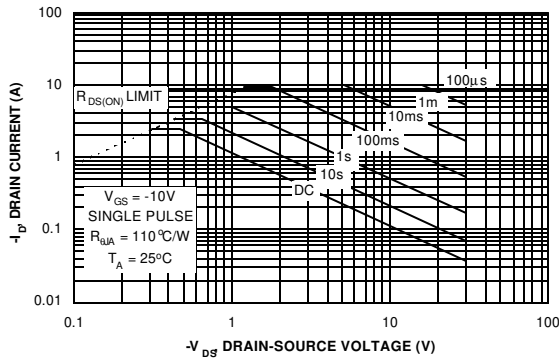 100
10
1
0.1
0.01
0.1
1
10
100
-I_D, DRAIN CURRENT (A)
-V_DS, DRAIN-SOURCE VOLTAGE (V)
R_DS(ON) LIMIT
100μs
1m
10ms
100ms
1s
10s
DC
V_GS = -10V
SINGLE PULSE
R_θJA = 110°C/W
T_A = 25°C